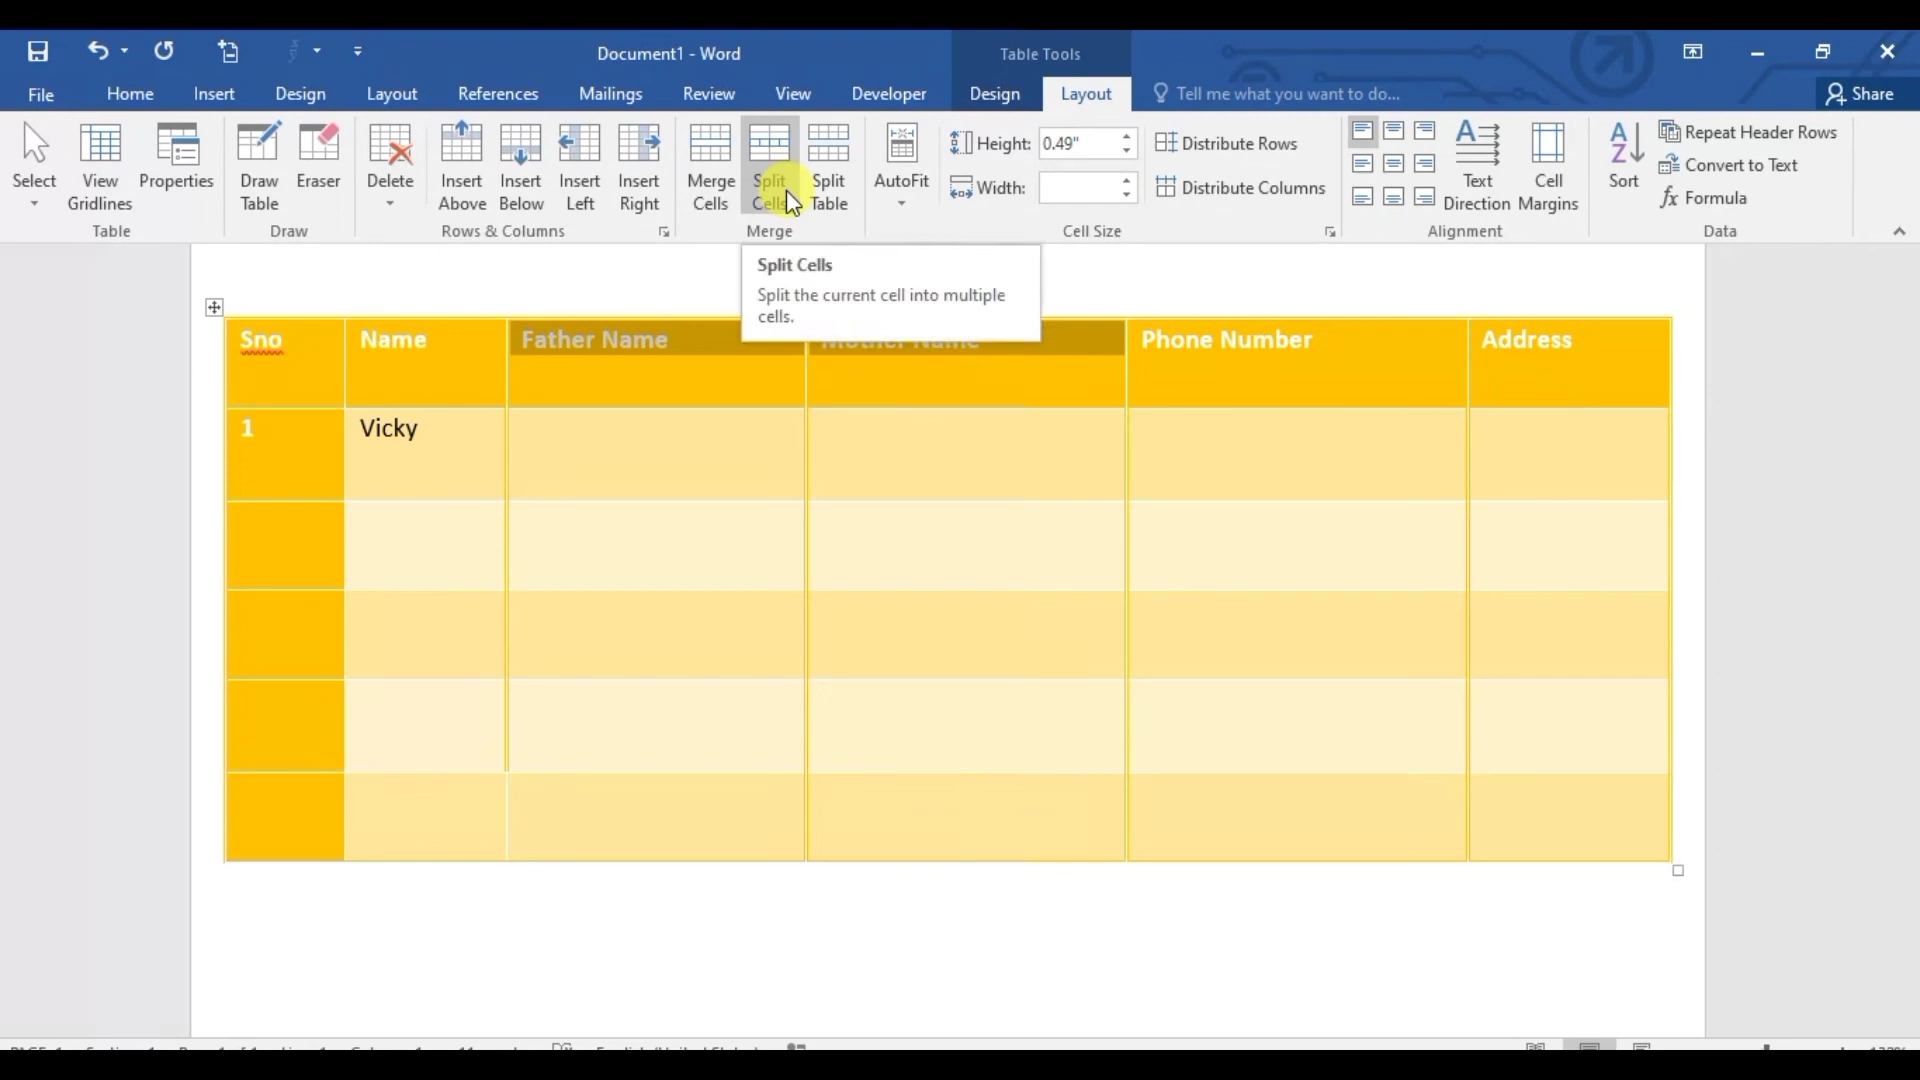 Document1 - Word
Table Tools
File Home Insert Design Layout References Mailings Review View Developer Design Layout Tell me what you want to do... Share
Select
View Gridlines
Properties
Table
Draw Table
Eraser
Draw
Delete
Insert Above
Insert Below
Insert Left
Insert Right
Rows & Columns
Merge Cells
Split Cells
Split Table
Merge
AutoFit
Height: 0.49"
Width:
Distribute Rows
Distribute Columns
Cell Size
Text Direction
Cell Margins
Alignment
A
Z
Sort
Repeat Header Rows
Convert to Text
fx Formula
Data
Split Cells
Split the current cell into multiple
cells.
Sno Name Father Name Mother Name Phone Number Address
1 Vicky